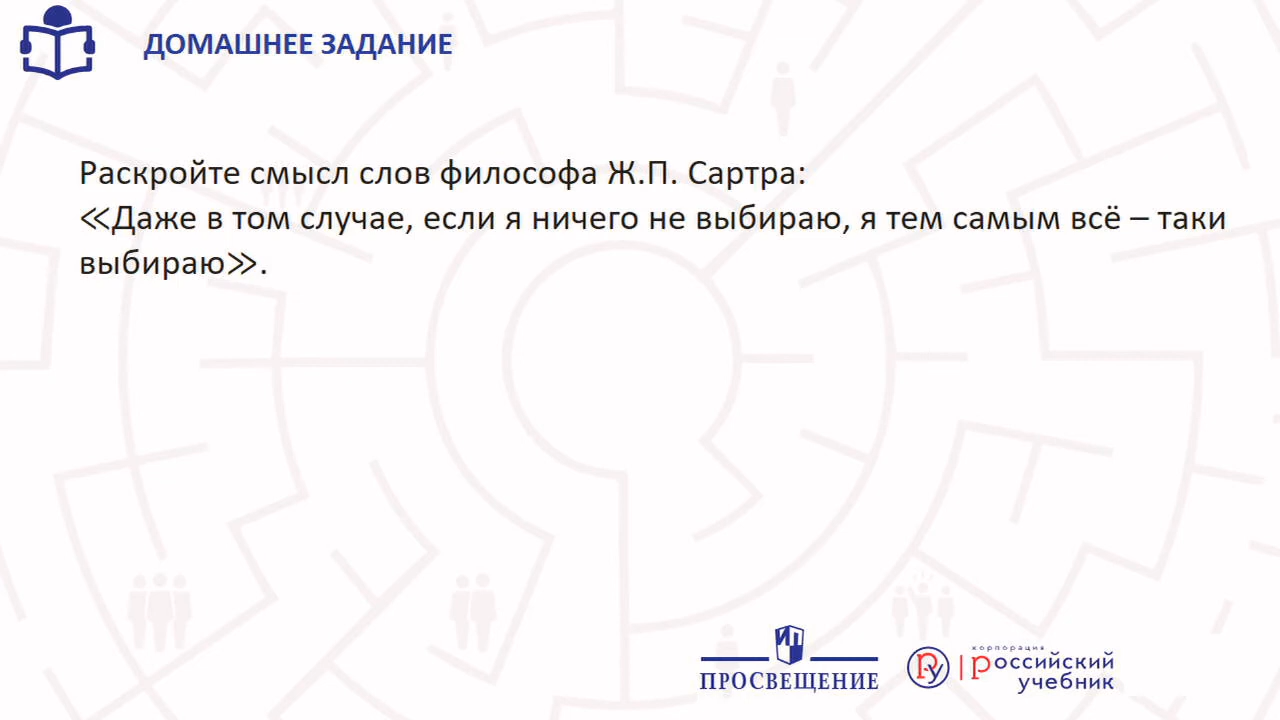 ДОМАШНЕЕ ЗАДАНИЕ
Раскройте смысл слов философа Ж.П. Сартра:
≪Даже в том случае, если я ничего не выбираю, я тем самым всё – таки
выбираю≫.
ПРОСВЕЩЕНИЕ
корпорация
российский
учебник